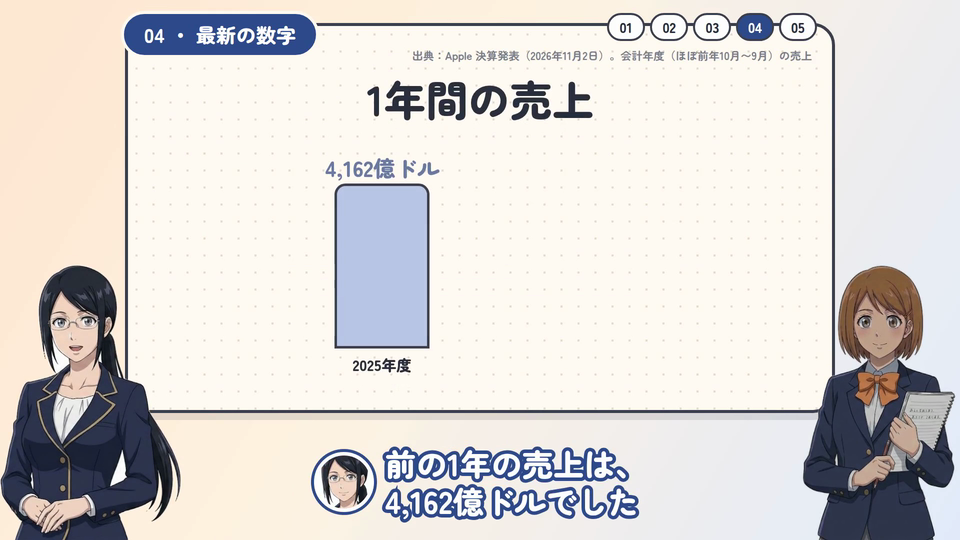 04 ・ 最新の数字
01 02 03 04 05
出典：Apple 決算発表（2026年11月2日）。会計年度（ほぼ前年10月〜9月）の売上
1年間の売上
4,162億ドル
2025年度
前の1年の売上は、
4,162億ドルでした